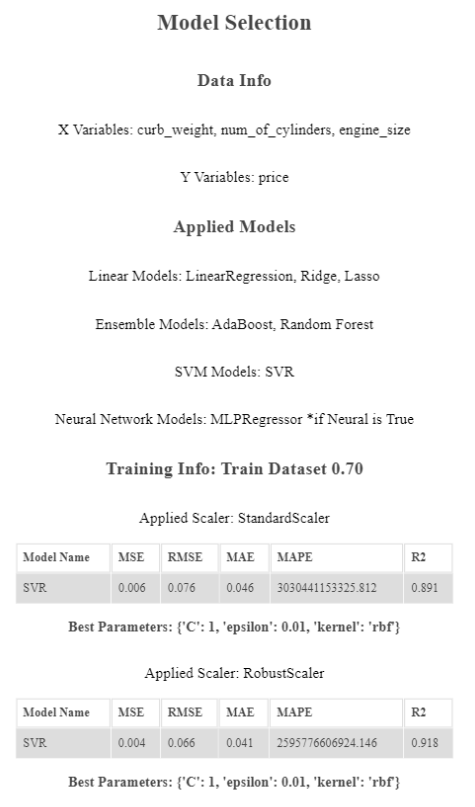 Model Selection
Data Info
X Variables: curb_weight, num_of_cylinders, engine_size
Y Variables: price
Applied Models
Linear Models: LinearRegression, Ridge, Lasso
Ensemble Models: AdaBoost, Random Forest
SVM Models: SVR
Neural Network Models: MLPRegressor *if Neural is True
Training Info: Train Dataset 0.70
Applied Scaler: StandardScaler
Model Name MSE RMSE MAE MAPE R2
SVR 0.006 0.076 0.046 3030441153325.812 0.891
Best Parameters: {'C': 1, 'epsilon': 0.01, 'kernel': 'rbf'}
Applied Scaler: RobustScaler
Model Name MSE RMSE MAE MAPE R2
SVR 0.004 0.066 0.041 2595776606924.146 0.918
Best Parameters: {'C': 1, 'epsilon': 0.01, 'kernel': 'rbf'}